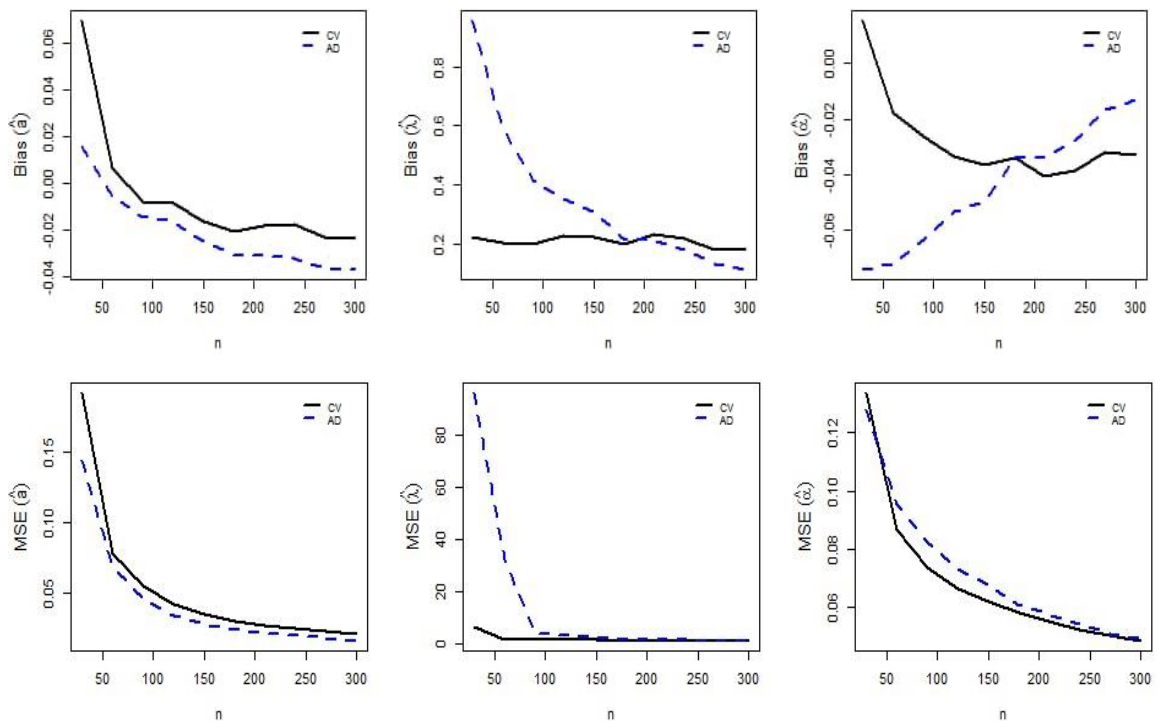 Bias (â)
0.06
0.04
0.02
0.00
-0.02
-0.04
CV
AD
50 100 150 200 250 300
n
Bias (λ̂)
0.8
0.6
0.4
0.2
CV
AD
50 100 150 200 250 300
n
Bias (α̂)
0.00
-0.02
-0.04
-0.06
CV
AD
50 100 150 200 250 300
n
MSE (â)
0.15
0.10
0.05
CV
AD
50 100 150 200 250 300
n
MSE (λ̂)
80
60
40
20
0
CV
AD
50 100 150 200 250 300
n
MSE (α̂)
0.12
0.10
0.08
0.06
CV
AD
50 100 150 200 250 300
n